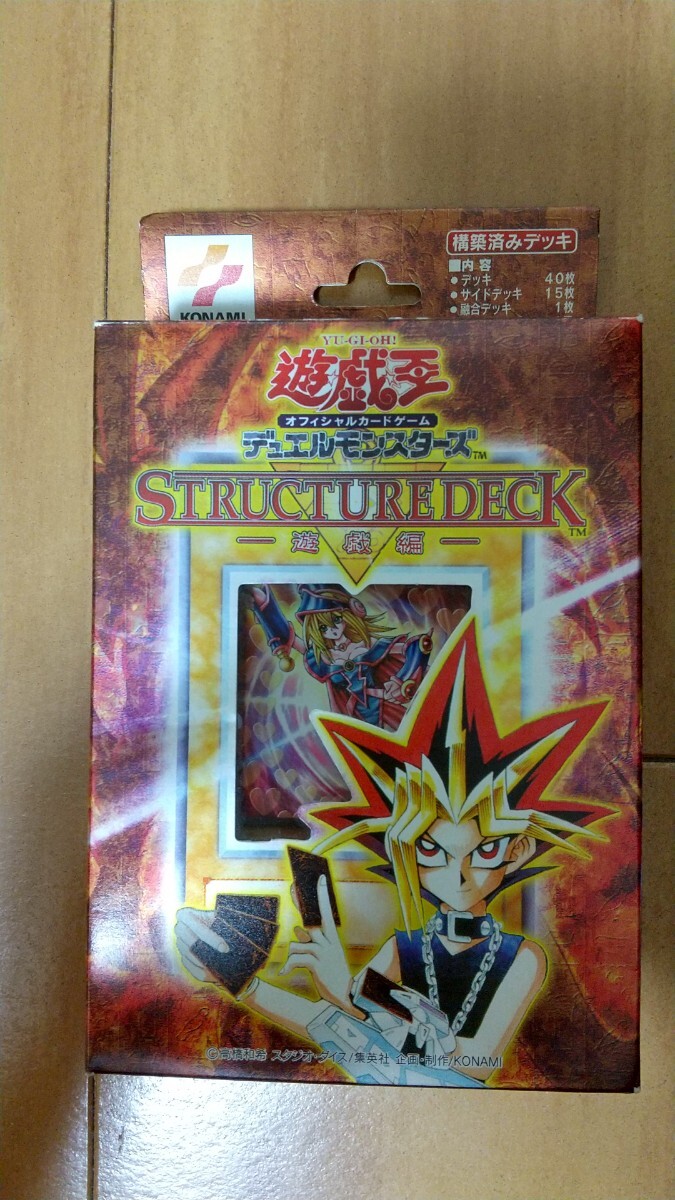 KONAMI
構築済みデッキ
■内容
●デッキ 40枚
●サイドデッキ 15枚
●融合デッキ 1枚
YU-GI-OH!
遊戯王
オフィシャルカードゲーム
デュエルモンスターズ™
STRUCTURE DECK™
－遊戯編－
©高橋和希 スタジオ・ダイス/集英社 企画・制作/KONAMI